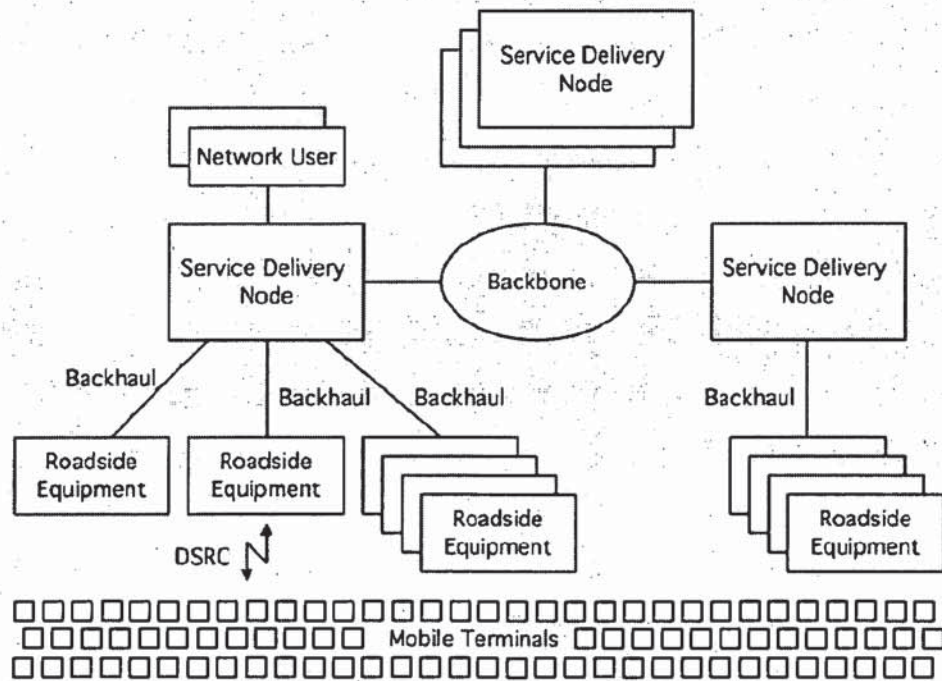 Service Delivery
Node
Network User
Service Delivery
Node
Backbone
Service Delivery
Node
Backhaul
Backhaul
Backhaul
Backhaul
Roadside
Equipment
Roadside
Equipment
Roadside
Equipment
Roadside
Equipment
DSRC
Mobile Terminals